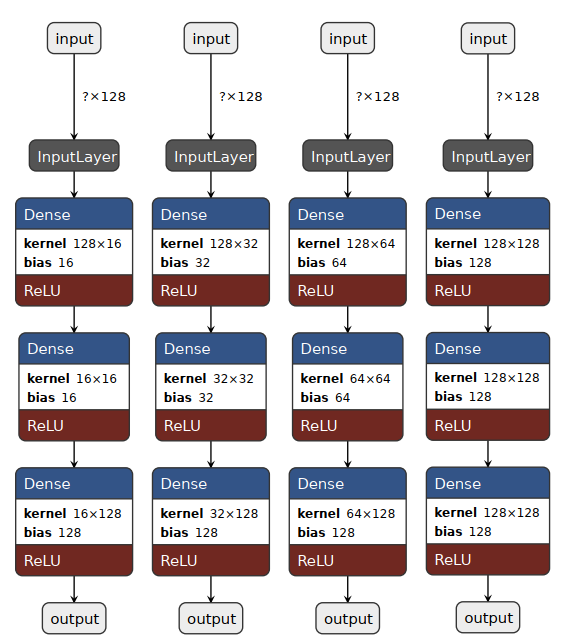 input
?×128
InputLayer
Dense
kernel 128×16
bias 16
ReLU
Dense
kernel 16×16
bias 16
ReLU
Dense
kernel 16×128
bias 128
ReLU
output
input
?×128
InputLayer
Dense
kernel 128×32
bias 32
ReLU
Dense
kernel 32×32
bias 32
ReLU
Dense
kernel 32×128
bias 128
ReLU
output
input
?×128
InputLayer
Dense
kernel 128×64
bias 64
ReLU
Dense
kernel 64×64
bias 64
ReLU
Dense
kernel 64×128
bias 128
ReLU
output
input
?×128
InputLayer
Dense
kernel 128×128
bias 128
ReLU
Dense
kernel 128×128
bias 128
ReLU
Dense
kernel 128×128
bias 128
ReLU
output